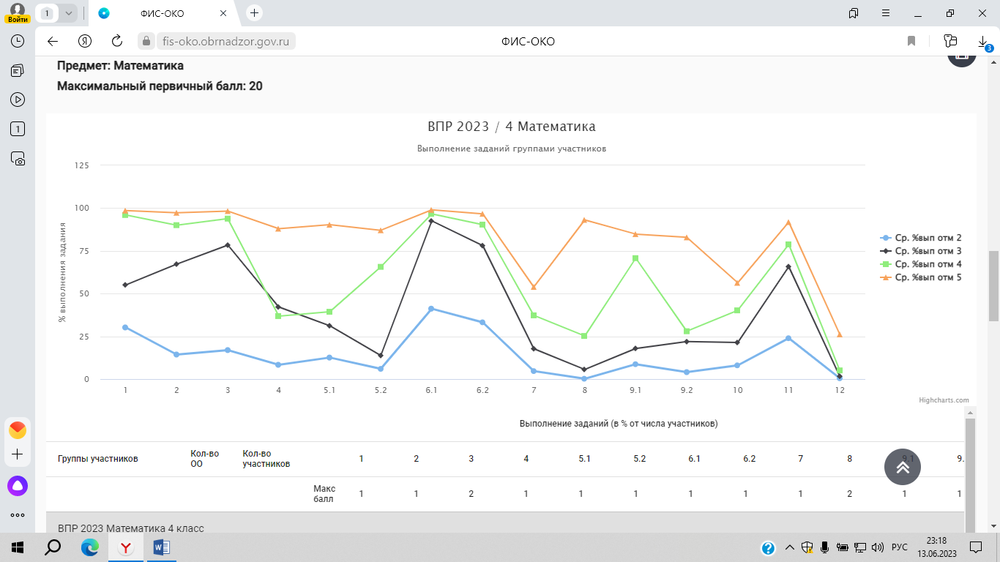 Войти
1
ФИС-ОКО
Я
fis-oko.obrnadzor.gov.ru
ФИС-ОКО
3
1
Предмет: Математика
Максимальный первичный балл: 20
ВПР 2023 / 4 Математика
Выполнение заданий группами участников
% выполнения задания
125
100
75
50
25
0
1 2 3 4 5.1 5.2 6.1 6.2 7 8 9.1 9.2 10 11 12
Ср. %вып отм 2
Ср. %вып отм 3
Ср. %вып отм 4
Ср. %вып отм 5
Highcharts.com
Выполнение заданий (в % от числа участников)
Группы участников Кол-во ОО Кол-во участников 1 2 3 4 5.1 5.2 6.1 6.2 7 8 9.1 9.
Макс балл 1 1 2 1 1 1 1 1 1 2 1 1
ВПР 2023 Математика 4 класс
РУС
23:18
13.06.2023